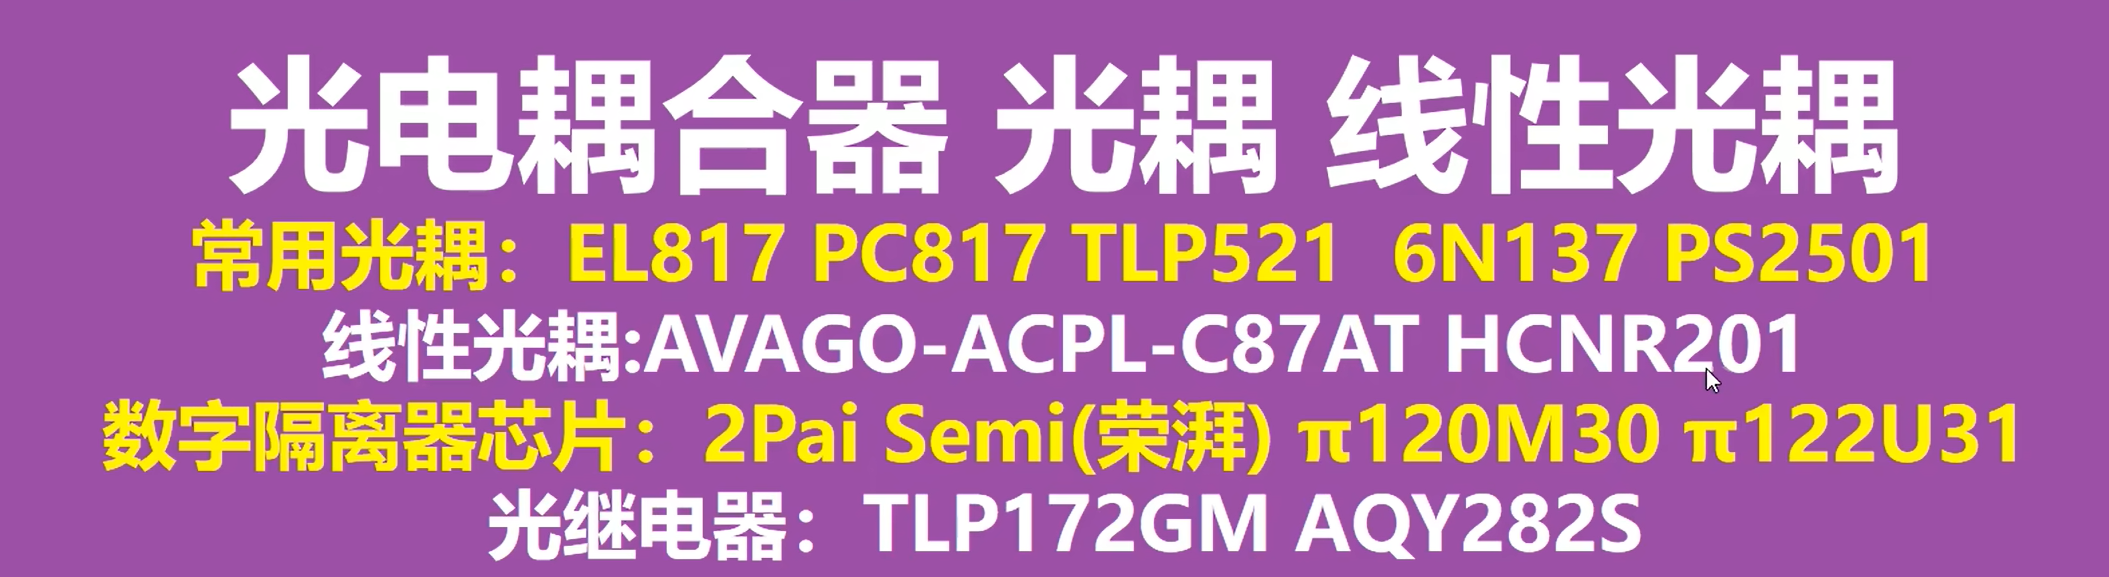 光电耦合器 光耦 线性光耦
常用光耦：EL817 PC817 TLP521 6N137 PS2501
线性光耦:AVAGO-ACPL-C87AT HCNR201
数字隔离器芯片：2Pai Semi(荣湃) π120M30 π122U31
光继电器：TLP172GM AQY282S